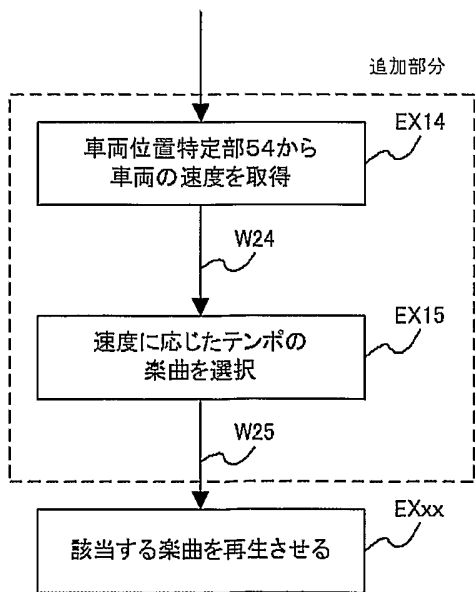 追加部分
EX14
車両位置特定部54から
車両の速度を取得
W24
EX15
速度に応じたテンポの
楽曲を選択
W25
EXxx
該当する楽曲を再生させる